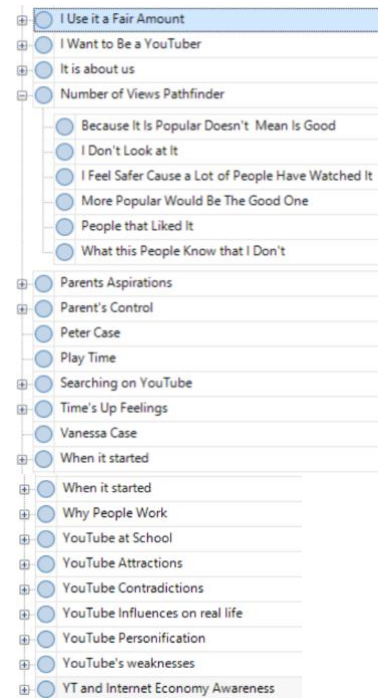 I Use it a Fair Amount
I Want to Be a YouTuber
It is about us
Number of Views Pathfinder
Because It Is Popular Doesn't Mean Is Good
I Don't Look at It
I Feel Safer Cause a Lot of People Have Watched It
More Popular Would Be The Good One
People that Liked It
What this People Know that I Don't
Parents Aspirations
Parent's Control
Peter Case
Play Time
Searching on YouTube
Time's Up Feelings
Vanessa Case
When it started
When it started
Why People Work
YouTube at School
YouTube Attractions
YouTube Contradictions
YouTube Influences on real life
YouTube Personification
YouTube's weaknesses
YT and Internet Economy Awareness